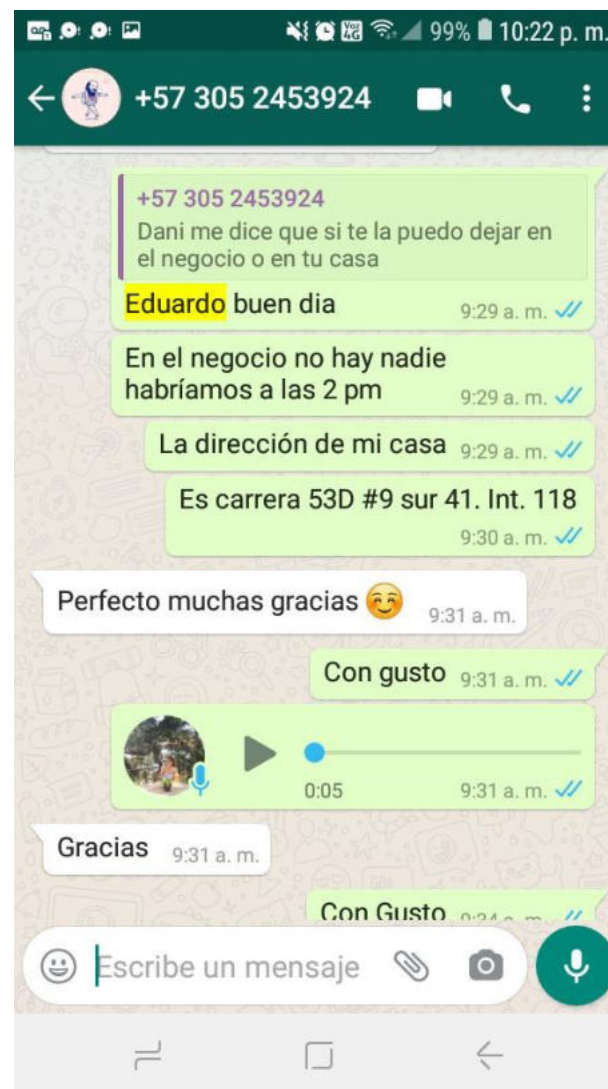 Voz 4G 99% 10:22 p. m.
+57 305 2453924
+57 305 2453924
Dani me dice que si te la puedo dejar en
el negocio o en tu casa
Eduardo buen dia 9:29 a. m.
En el negocio no hay nadie
habríamos a las 2 pm 9:29 a. m.
La dirección de mi casa 9:29 a. m.
Es carrera 53D #9 sur 41. Int. 118
9:30 a. m.
Perfecto muchas gracias 9:31 a. m.
Con gusto 9:31 a. m.
0:05 9:31 a. m.
Gracias 9:31 a. m.
Con Gusto 9:34 a. m.
Escribe un mensaje